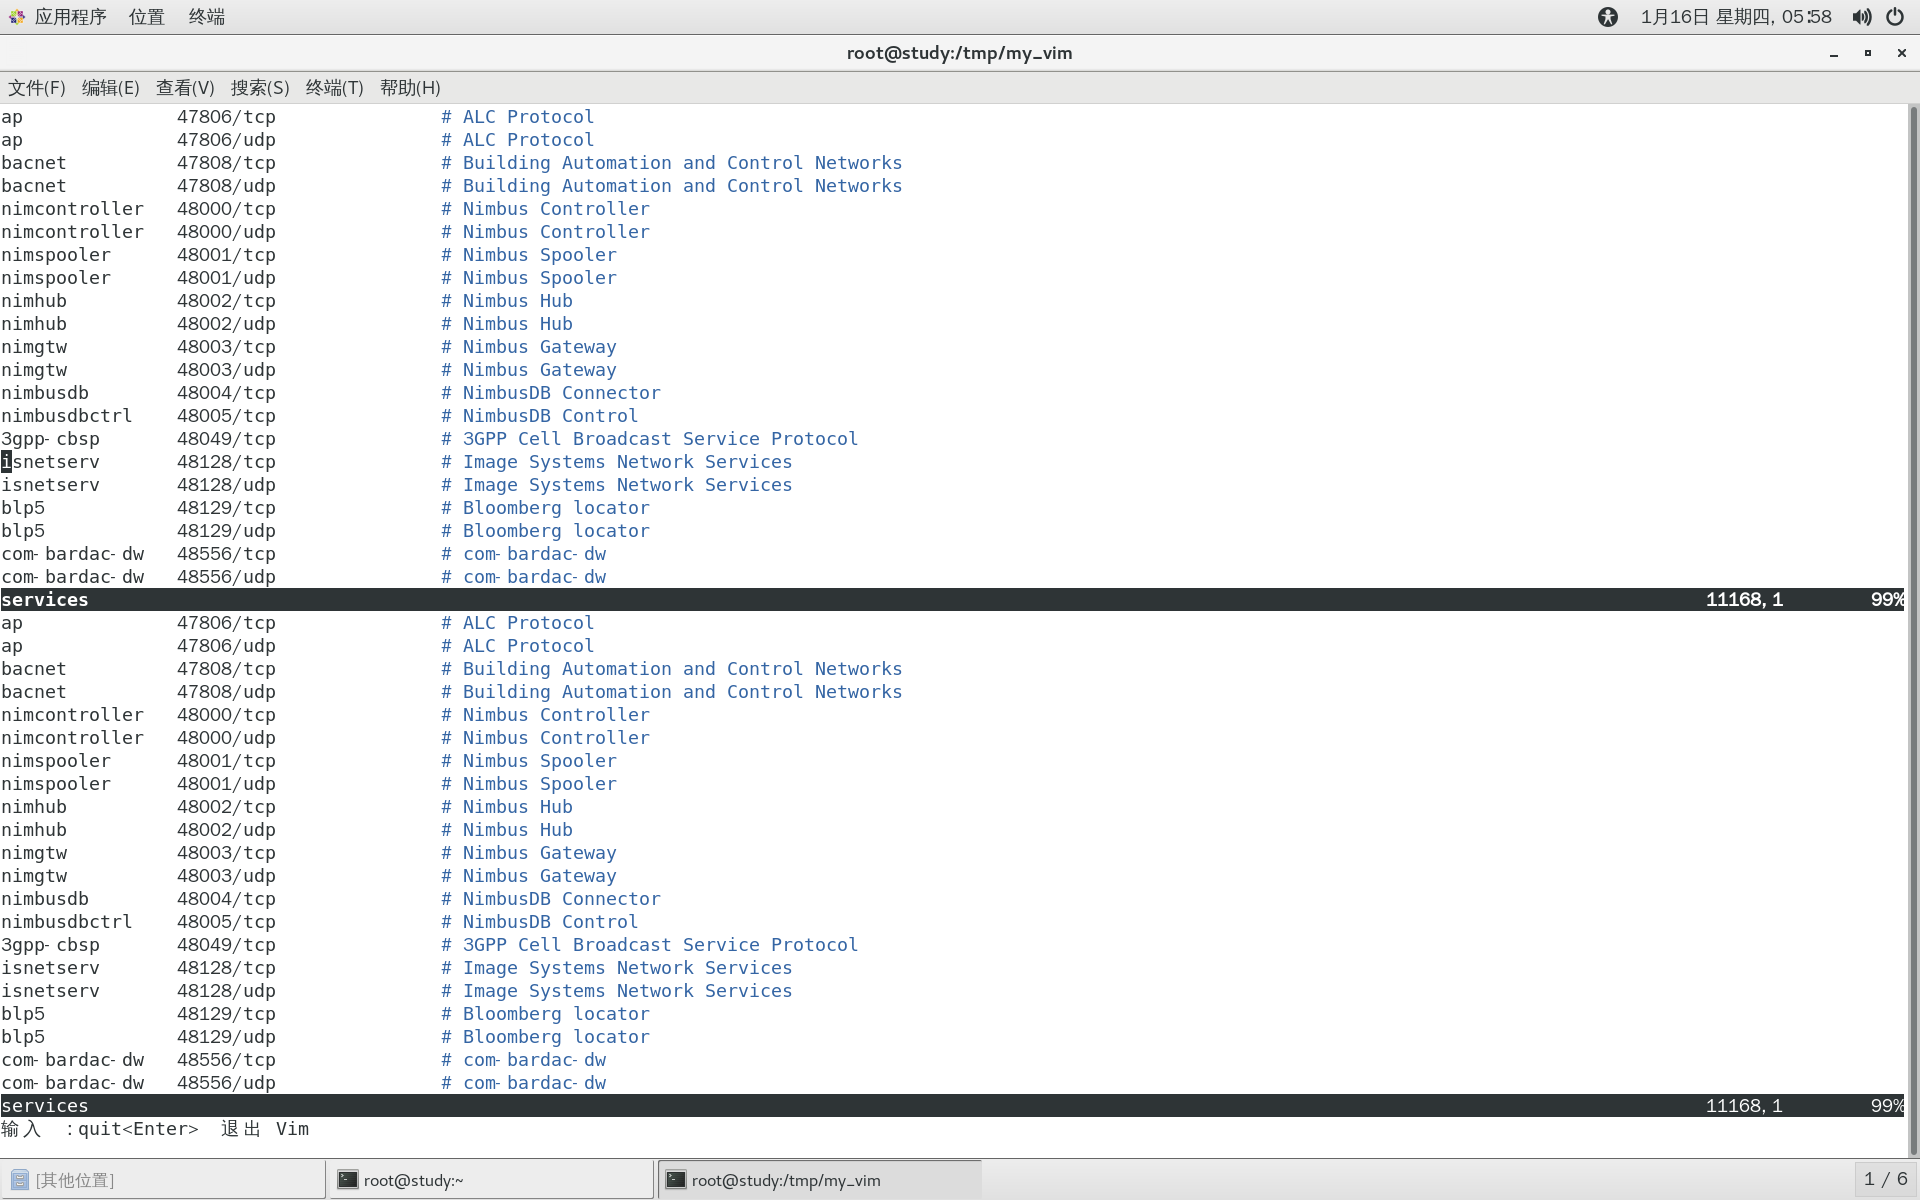 应用程序 位置 终端 1月16日 星期四, 05∶58
root@study:/tmp/my_vim
文件(F) 编辑(E) 查看(V) 搜索(S) 终端(T) 帮助(H)
ap 47806/tcp # ALC Protocol
ap 47806/udp # ALC Protocol
bacnet 47808/tcp # Building Automation and Control Networks
bacnet 47808/udp # Building Automation and Control Networks
nimcontroller 48000/tcp # Nimbus Controller
nimcontroller 48000/udp # Nimbus Controller
nimspooler 48001/tcp # Nimbus Spooler
nimspooler 48001/udp # Nimbus Spooler
nimhub 48002/tcp # Nimbus Hub
nimhub 48002/udp # Nimbus Hub
nimgtw 48003/tcp # Nimbus Gateway
nimgtw 48003/udp # Nimbus Gateway
nimbusdb 48004/tcp # NimbusDB Connector
nimbusdbctrl 48005/tcp # NimbusDB Control
3gpp-cbsp 48049/tcp # 3GPP Cell Broadcast Service Protocol
isnetserv 48128/tcp # Image Systems Network Services
isnetserv 48128/udp # Image Systems Network Services
blp5 48129/tcp # Bloomberg locator
blp5 48129/udp # Bloomberg locator
com-bardac-dw 48556/tcp # com-bardac-dw
com-bardac-dw 48556/udp # com-bardac-dw
services 11168,1 99%
ap 47806/tcp # ALC Protocol
ap 47806/udp # ALC Protocol
bacnet 47808/tcp # Building Automation and Control Networks
bacnet 47808/udp # Building Automation and Control Networks
nimcontroller 48000/tcp # Nimbus Controller
nimcontroller 48000/udp # Nimbus Controller
nimspooler 48001/tcp # Nimbus Spooler
nimspooler 48001/udp # Nimbus Spooler
nimhub 48002/tcp # Nimbus Hub
nimhub 48002/udp # Nimbus Hub
nimgtw 48003/tcp # Nimbus Gateway
nimgtw 48003/udp # Nimbus Gateway
nimbusdb 48004/tcp # NimbusDB Connector
nimbusdbctrl 48005/tcp # NimbusDB Control
3gpp-cbsp 48049/tcp # 3GPP Cell Broadcast Service Protocol
isnetserv 48128/tcp # Image Systems Network Services
isnetserv 48128/udp # Image Systems Network Services
blp5 48129/tcp # Bloomberg locator
blp5 48129/udp # Bloomberg locator
com-bardac-dw 48556/tcp # com-bardac-dw
com-bardac-dw 48556/udp # com-bardac-dw
services 11168,1 99%
输入 :quit<Enter> 退出 Vim
[其他位置] root@study:~ root@study:/tmp/my_vim 1 / 6